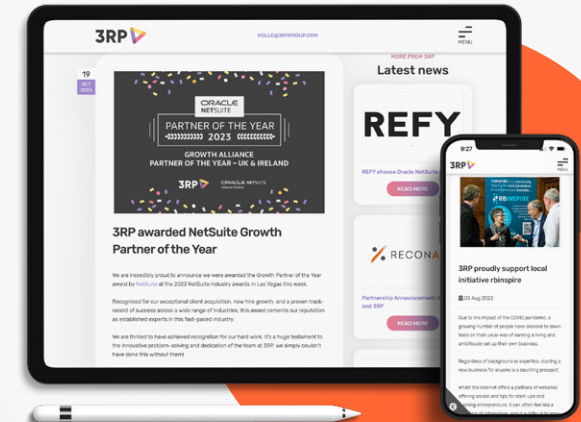 3RP
HELLO@3RPGROUP.COM
MENU
19
OCT
2023
ORACLE
NETSUITE
PARTNER OF THE YEAR
2023
GROWTH ALLIANCE
PARTNER OF THE YEAR – UK & IRELAND
3RP
ORACLE NETSUITE
3RP awarded NetSuite Growth
Partner of the Year
We are incredibly proud to announce we were awarded the Growth Partner of the Year
award by NetSuite at the 2023 NetSuite industry awards in Las Vegas this week.
Recognised for our exceptional client acquisition, new hire growth, and a proven track-
record of success across a wide range of industries, this award cements our reputation
as established experts in this fast-paced industry.
We are thrilled to have achieved recognition for our hard work. It's a huge testament to
the innovative problem-solving and dedication of the team at 3RP, we simply couldn't
have done this without them!
MORE FROM 3RP
Latest news
REFY
REFY choose Oracle NetSuite
READ MORE
RECONA
Partnership Announcement:
and 3RP
READ MORE
9:27
3RP
MENU
RBINSPIRE
3RP proudly support local
initiative rbinspire
03 Aug 2023
Due to the impact of the COVID pandemic, a
growing number of people have decided to down
tools on their usual way of earning a living and
ambitiously set up their own business.
Regardless of background or expertise, starting a
new business for anyone is a daunting prospect.
Whilst the internet offers a plethora of websites
offering advice and tips for start-ups and
budding entrepreneurs, it can often feel like a